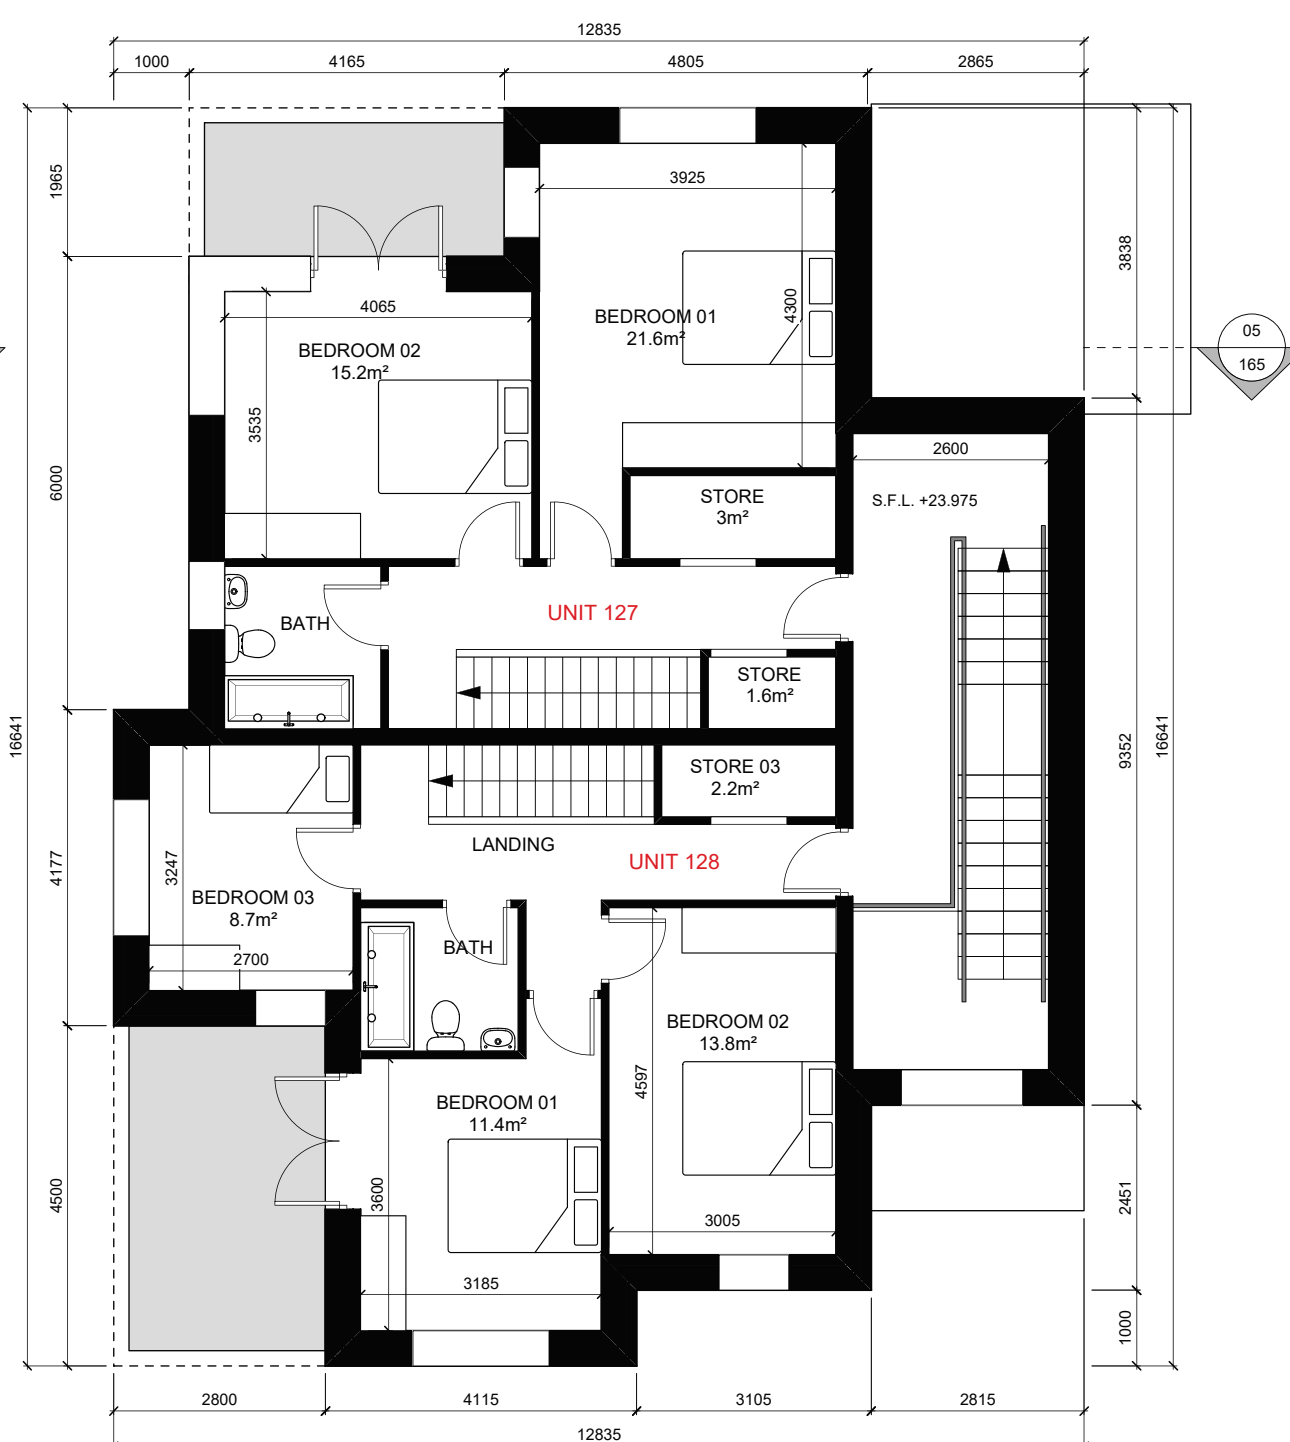 12835
1000
4165
4805
2865
1965
3925
3838
4300
BEDROOM 01
21.6m²
4065
BEDROOM 02
15.2m²
05
165
3535
6000
2600
STORE
3m²
S.F.L. +23.975
UNIT 127
BATH
STORE
1.6m²
16641
9352
16641
STORE 03
2.2m²
LANDING
UNIT 128
4177
3247
BEDROOM 03
8.7m²
2700
BATH
BEDROOM 02
13.8m²
4597
BEDROOM 01
11.4m²
4500
3600
2451
3005
3185
1000
2800
4115
3105
2815
12835